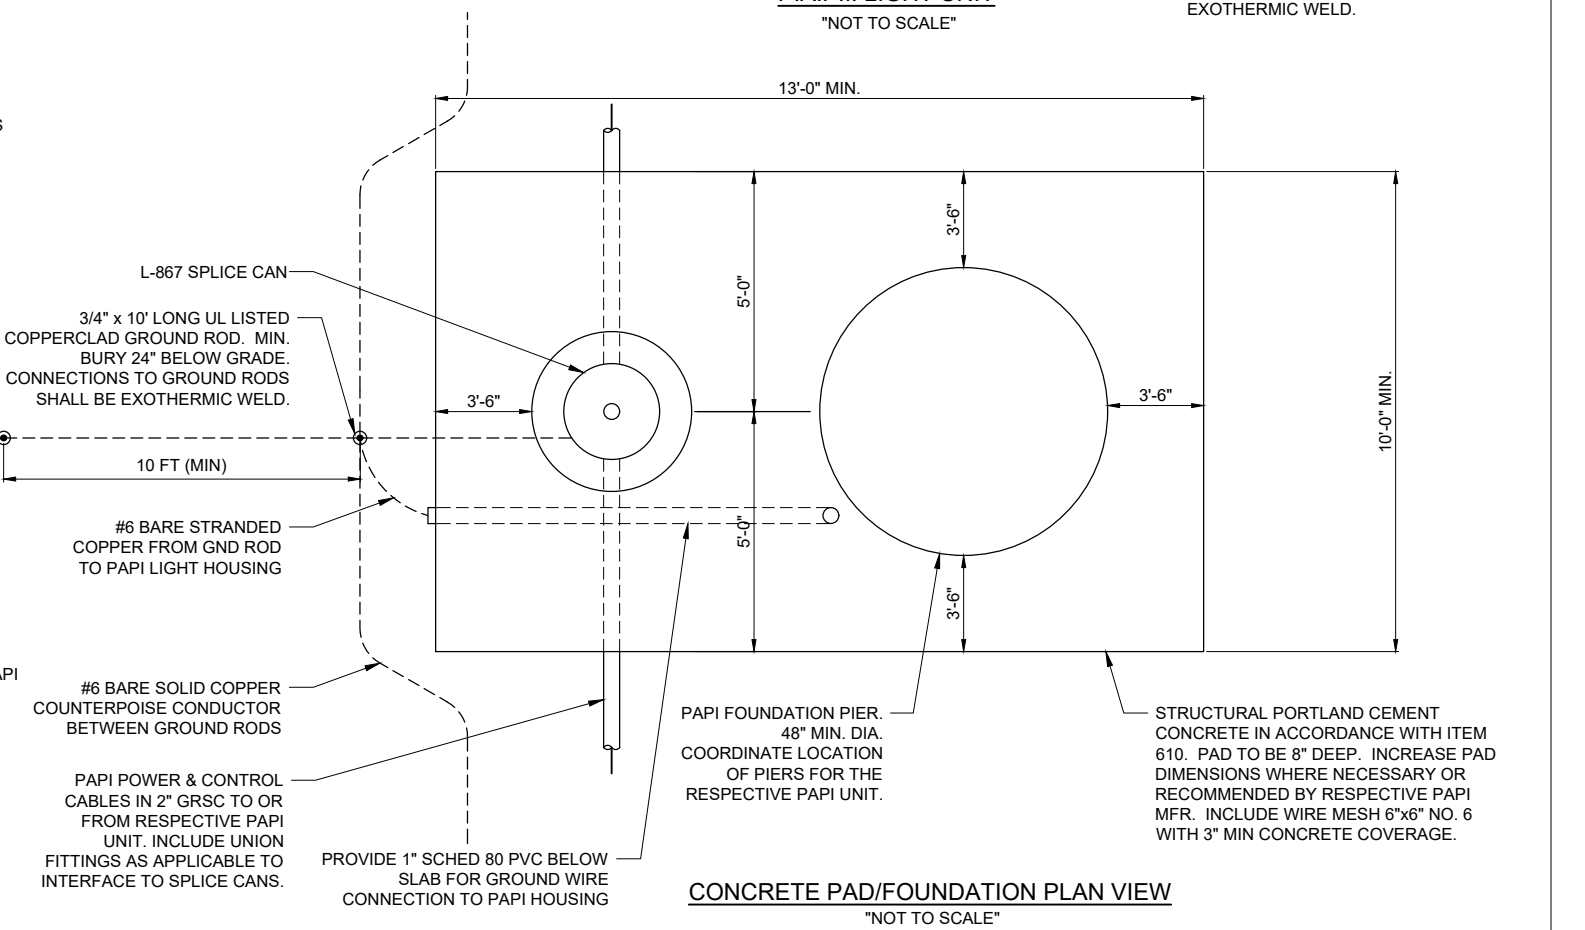 "NOT TO SCALE"
EXOTHERMIC WELD.
13'-0" MIN.
L-867 SPLICE CAN
3/4" x 10' LONG UL LISTED
COPPERCLAD GROUND ROD.  MIN.
BURY 24" BELOW GRADE.
CONNECTIONS TO GROUND RODS
SHALL BE EXOTHERMIC WELD.
10 FT (MIN)
3'-6"
5'-0"
5'-0"
3'-6"
3'-6"
3'-6"
10'-0" MIN.
#6 BARE STRANDED
COPPER FROM GND ROD
TO PAPI LIGHT HOUSING
#6 BARE SOLID COPPER
COUNTERPOISE CONDUCTOR
BETWEEN GROUND RODS
PAPI POWER & CONTROL
CABLES IN 2" GRSC TO OR
FROM RESPECTIVE PAPI
UNIT. INCLUDE UNION
FITTINGS AS APPLICABLE TO
INTERFACE TO SPLICE CANS.
PROVIDE 1" SCHED 80 PVC BELOW
SLAB FOR GROUND WIRE
CONNECTION TO PAPI HOUSING
PAPI FOUNDATION PIER.
48" MIN. DIA.
COORDINATE LOCATION
OF PIERS FOR THE
RESPECTIVE PAPI UNIT.
STRUCTURAL PORTLAND CEMENT
CONCRETE IN ACCORDANCE WITH ITEM
610.  PAD TO BE 8" DEEP.  INCREASE PAD
DIMENSIONS WHERE NECESSARY OR
RECOMMENDED BY RESPECTIVE PAPI
MFR.  INCLUDE WIRE MESH 6"x6" NO. 6
WITH 3" MIN CONCRETE COVERAGE.
CONCRETE PAD/FOUNDATION PLAN VIEW
"NOT TO SCALE"